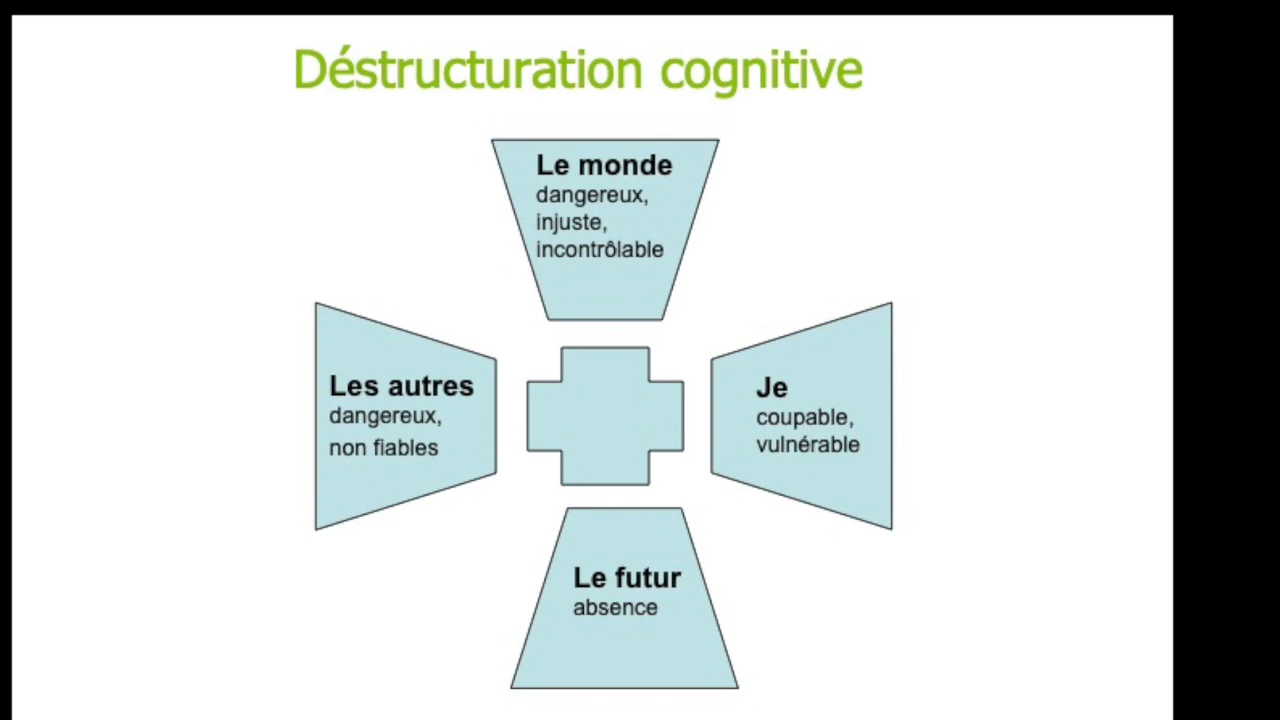 Déstructuration cognitive
Le monde
dangereux,
injuste,
incontrôlable
Les autres
dangereux,
non fiables
Je
coupable,
vulnérable
Le futur
absence